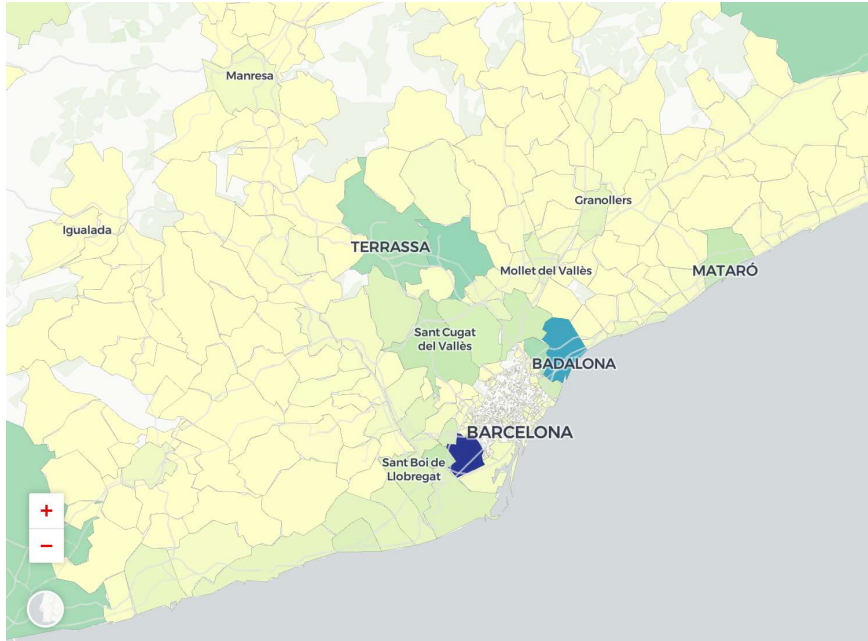 Manresa
Igualada
Granollers
TERRASSA
Mollet del Vallès
MATARÓ
Sant Cugat
del Vallès
BADALONA
BARCELONA
Sant Boi de
Llobregat
+
−